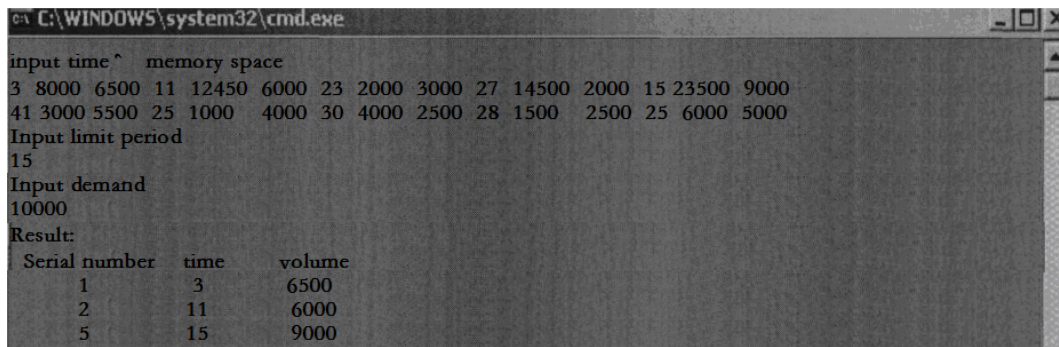 C:\WINDOWS\system32\cmd.exe
input time ^ memory space
3 8000 6500 11 12450 6000 23 2000 3000 27 14500 2000 15 23500 9000
41 3000 5500 25 1000 4000 30 4000 2500 28 1500 2500 25 6000 5000
Input limit period
15
Input demand
10000
Result:
Serial number time volume
1 3 6500
2 11 6000
5 15 9000